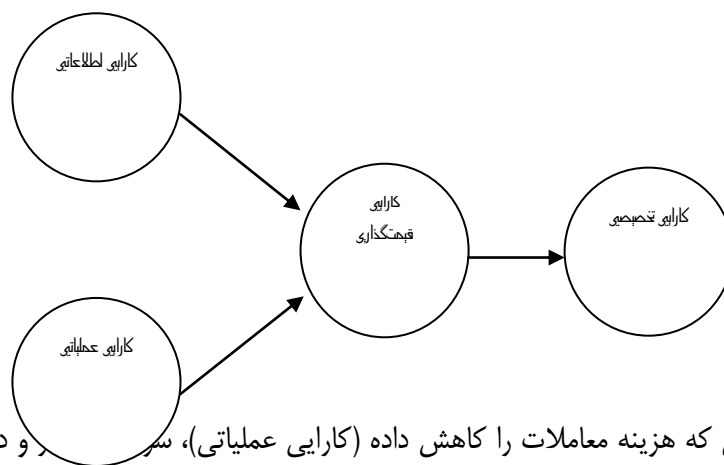 کارایی اطلاعاتی
کارایی
قیمتگذاری
کارایی تخصیصی
کارایی عملیاتی
که هزینه معاملات را کاهش داده (کارایی عملیاتی)،